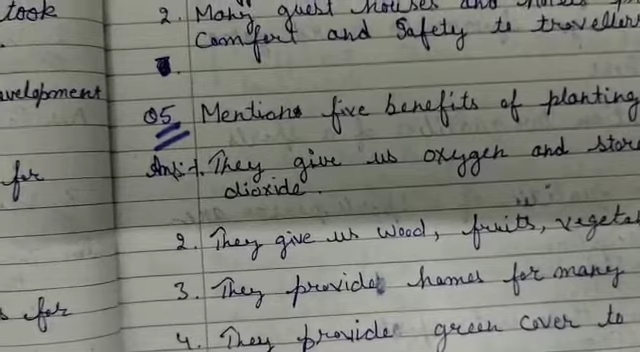 took
2. Many guest houses and
Comfort and Safety to traveller
evelopment
Q5. Mention five benefits of planting
Ans:- 1. They give us oxygen and store
for
dioxide.
2. They give us wood, fruits, vegeta
3. They provide homes for many
s for
4. They provide green cover to